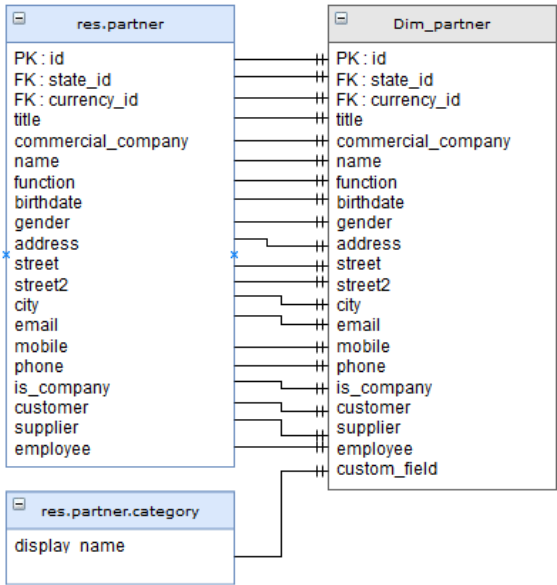 res.partner
PK : id
FK : state_id
FK : currency_id
title
commercial_company
name
function
birthdate
gender
address
street
street2
city
email
mobile
phone
is_company
customer
supplier
employee
res.partner.category
display_name
Dim_partner
PK : id
FK : state_id
FK : currency_id
title
commercial_company
name
function
birthdate
gender
address
street
street2
city
email
mobile
phone
is_company
customer
supplier
employee
custom_field